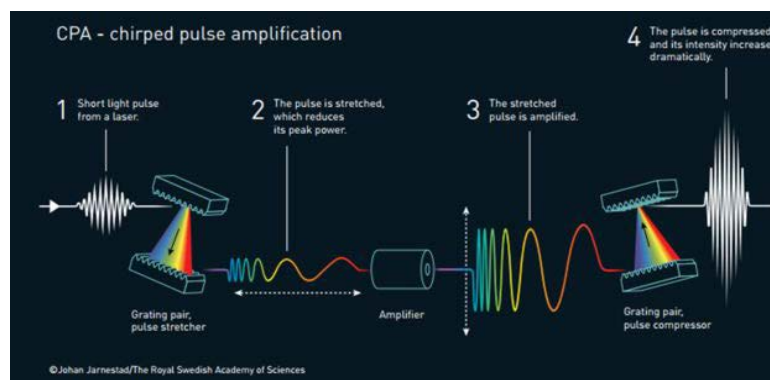 CPA - chirped pulse amplification
1 Short light pulse
from a laser.
2 The pulse is stretched,
which reduces
its peak power.
3 The stretched
pulse is amplified.
4 The pulse is compressed
and its intensity increase
dramatically.
Grating pair,
pulse stretcher
Amplifier
Grating pair,
pulse compressor
©Johan Jarnestad/The Royal Swedish Academy of Sciences